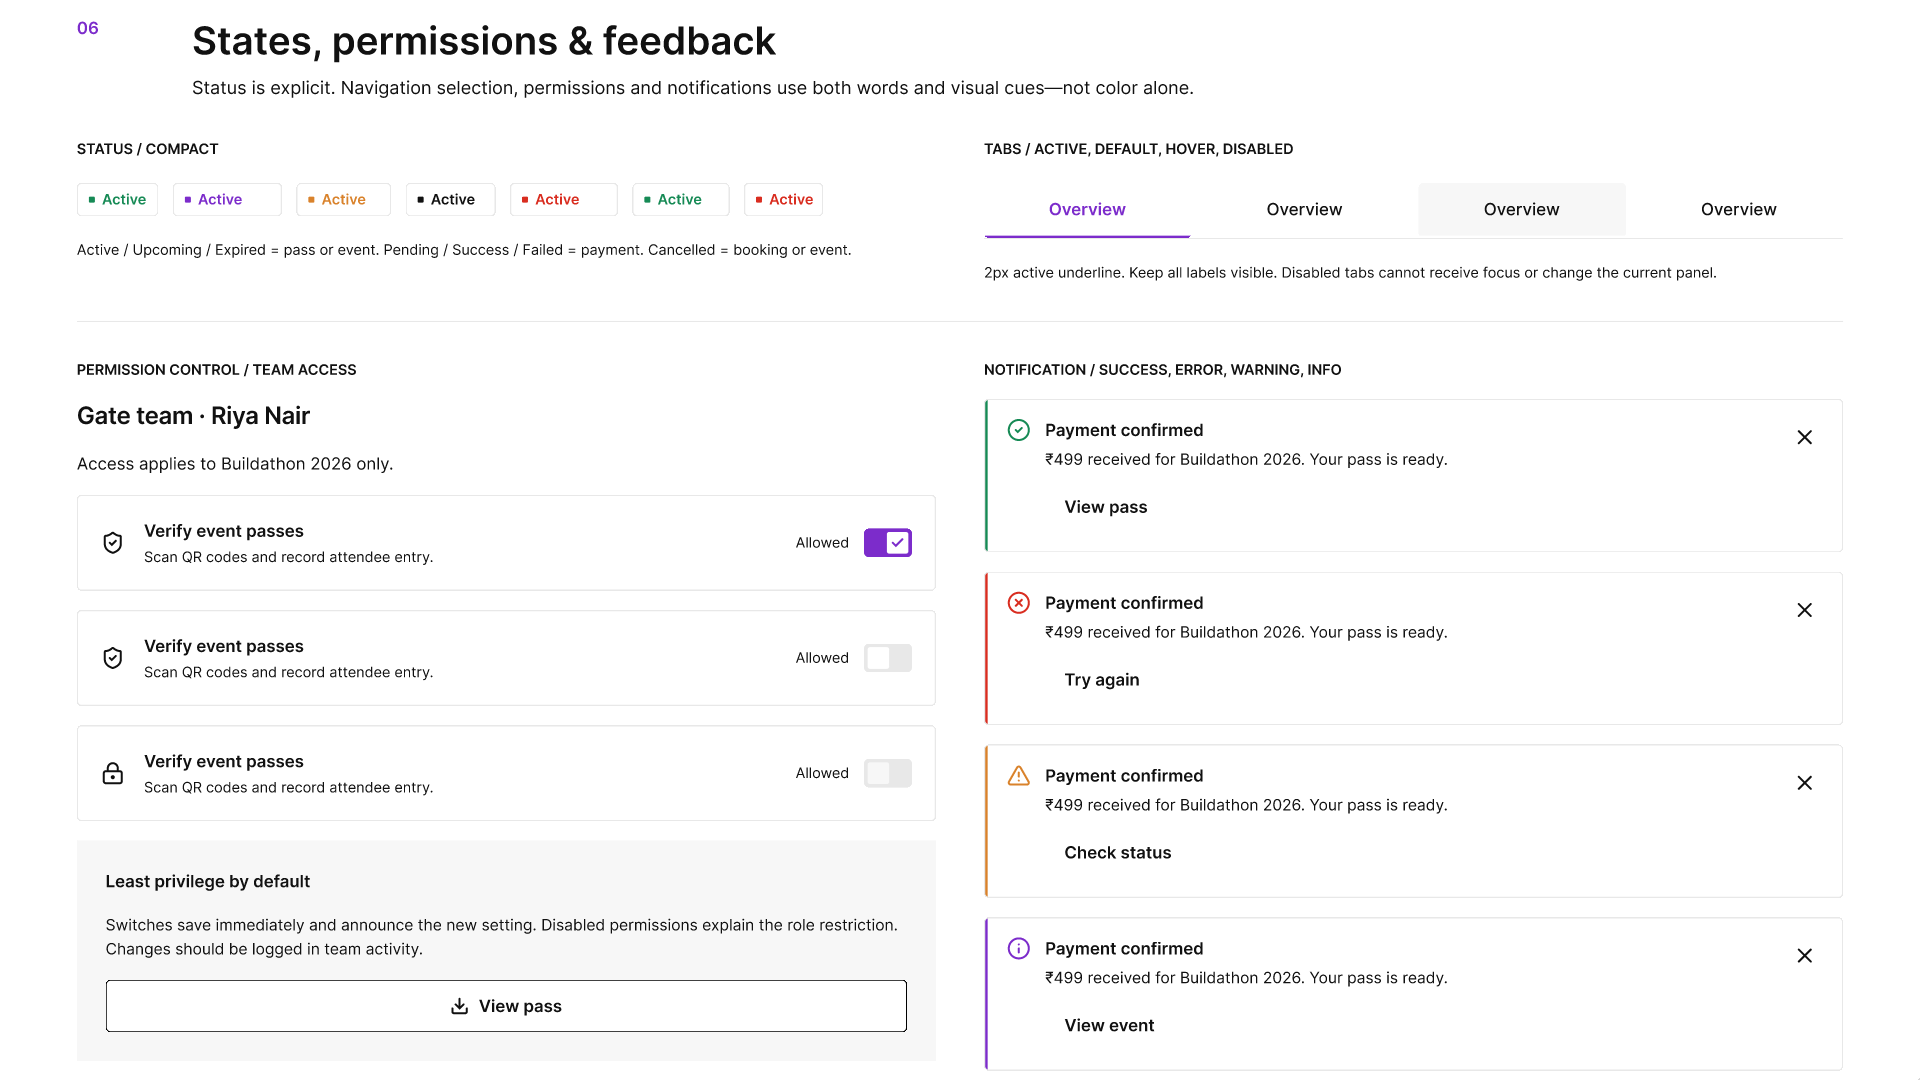 06
States, permissions & feedback
Status is explicit. Navigation selection, permissions and notifications use both words and visual cues—not color alone.
STATUS / COMPACT
Active Active Active Active Active Active Active
Active / Upcoming / Expired = pass or event. Pending / Success / Failed = payment. Cancelled = booking or event.
TABS / ACTIVE, DEFAULT, HOVER, DISABLED
Overview Overview Overview Overview
2px active underline. Keep all labels visible. Disabled tabs cannot receive focus or change the current panel.
PERMISSION CONTROL / TEAM ACCESS
Gate team · Riya Nair
Access applies to Buildathon 2026 only.
Verify event passes
Scan QR codes and record attendee entry.
Allowed
Verify event passes
Scan QR codes and record attendee entry.
Allowed
Verify event passes
Scan QR codes and record attendee entry.
Allowed
Least privilege by default
Switches save immediately and announce the new setting. Disabled permissions explain the role restriction.
Changes should be logged in team activity.
View pass
NOTIFICATION / SUCCESS, ERROR, WARNING, INFO
Payment confirmed
₹499 received for Buildathon 2026. Your pass is ready.
View pass
Payment confirmed
₹499 received for Buildathon 2026. Your pass is ready.
Try again
Payment confirmed
₹499 received for Buildathon 2026. Your pass is ready.
Check status
Payment confirmed
₹499 received for Buildathon 2026. Your pass is ready.
View event